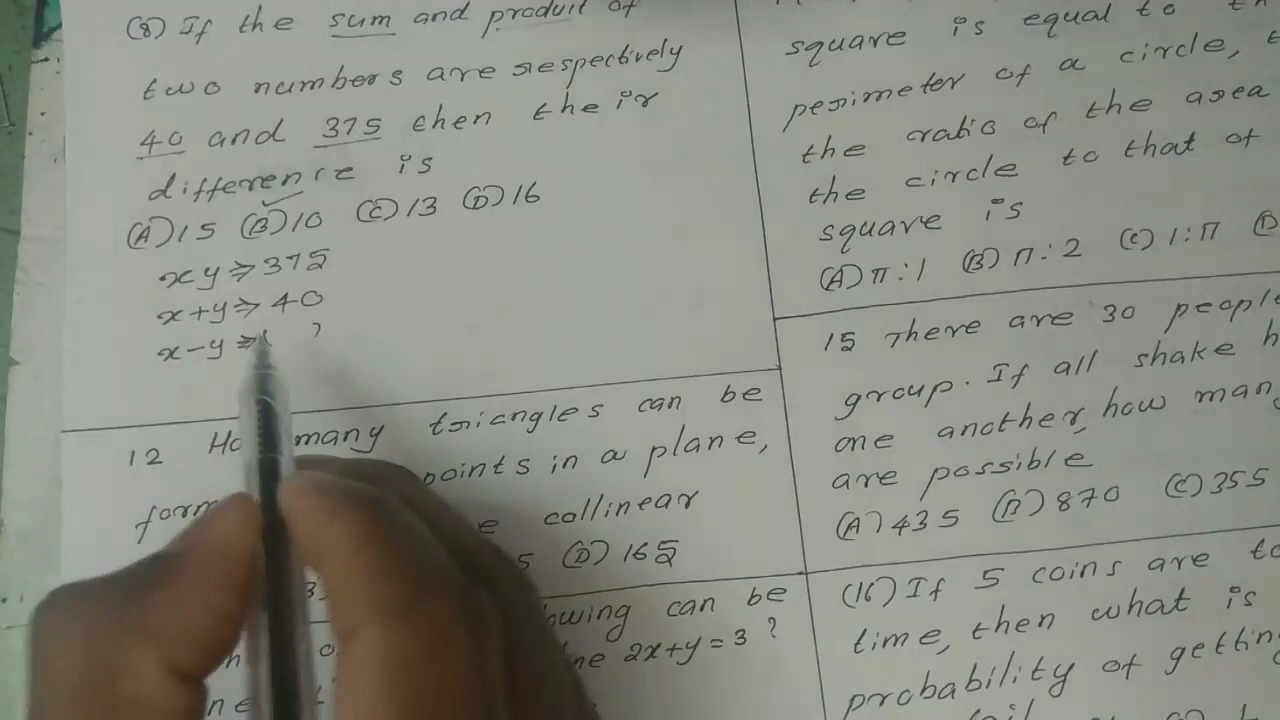 (8) If the sum and product of
two numbers are respectively
40 and 375 then their
difference is
(A) 15 (B) 10 (C) 13 (D) 16
xy ⇒ 375
x+y ⇒ 40
x-y ⇒ ?
12 How many triangles can be
points in a plane,
collinear
5 (D) 165
can be
2x+y=3 ?
square is equal to
perimeter of a circle,
the ratio of the area
the circle to that of
square is
(A) π:1 (B) π:2 (C) 1:π
15 There are 30 people
group. If all shake
one another, how
are possible
(A) 435 (B) 870 (C) 355
(16) If 5 coins are
time, then what is
probability of getting